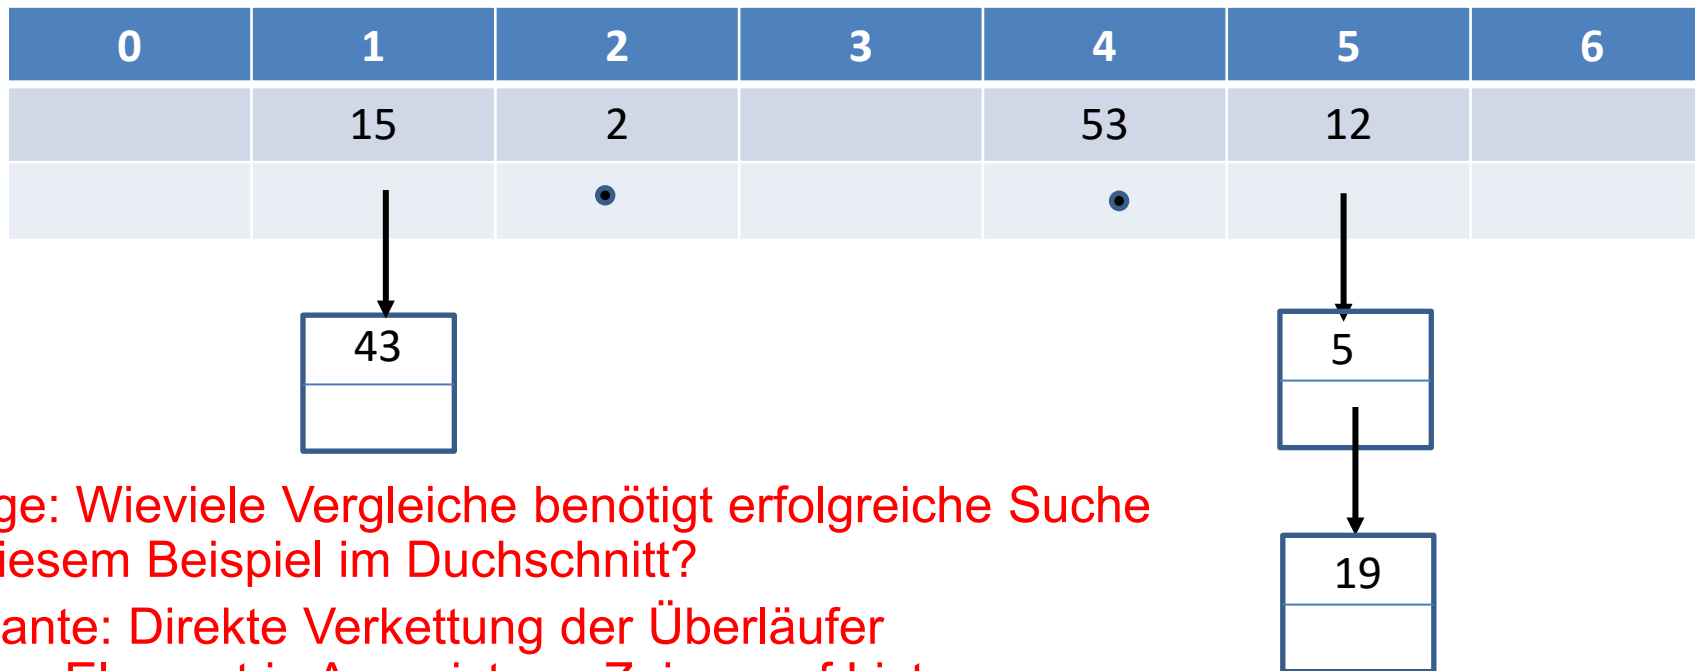 0 1 2 3 4 5 6
15 2 53 12
43 5
ge: Wieviele Vergleiche benötigt erfolgreiche Suche
iesem Beispiel im Duchschnitt?
19
ante: Direkte Verkettung der Überläufer